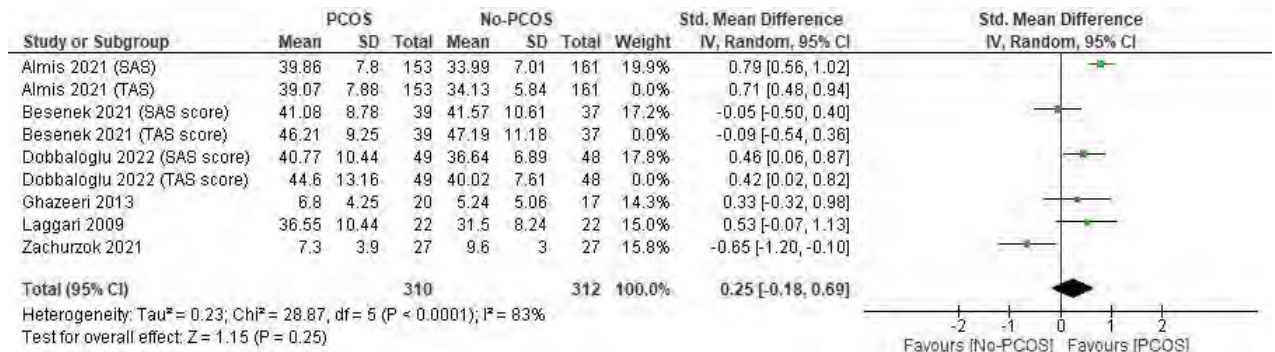 PCOS No-PCOS Std. Mean Difference Std. Mean Difference
Study or Subgroup Mean SD Total Mean SD Total Weight IV, Random, 95% CI IV, Random, 95% CI
Almis 2021 (SAS) 39.86 7.8 153 33.99 7.01 161 19.9% 0.79 [0.56, 1.02]
Almis 2021 (TAS) 39.07 7.88 153 34.13 5.84 161 0.0% 0.71 [0.48, 0.94]
Besenek 2021 (SAS score) 41.08 8.78 39 41.57 10.61 37 17.2% -0.05 [-0.50, 0.40]
Besenek 2021 (TAS score) 46.21 9.25 39 47.19 11.18 37 0.0% -0.09 [-0.54, 0.36]
Dobbaloglu 2022 (SAS score) 40.77 10.44 49 36.64 6.89 48 17.8% 0.46 [0.06, 0.87]
Dobbaloglu 2022 (TAS score) 44.6 13.16 49 40.02 7.61 48 0.0% 0.42 [0.02, 0.82]
Ghazeeri 2013 6.8 4.25 20 5.24 5.06 17 14.3% 0.33 [-0.32, 0.98]
Laggari 2009 36.55 10.44 22 31.5 8.24 22 15.0% 0.53 [-0.07, 1.13]
Zachurzok 2021 7.3 3.9 27 9.6 3 27 15.8% -0.65 [-1.20, -0.10]
Total (95% CI) 310 312 100.0% 0.25 [-0.18, 0.69]
Heterogeneity: Tau² = 0.23; Chi² = 28.87, df = 5 (P < 0.0001); I² = 83%
Test for overall effect: Z = 1.15 (P = 0.25)
-2 -1 0 1 2
Favours [No-PCOS] Favours [PCOS]